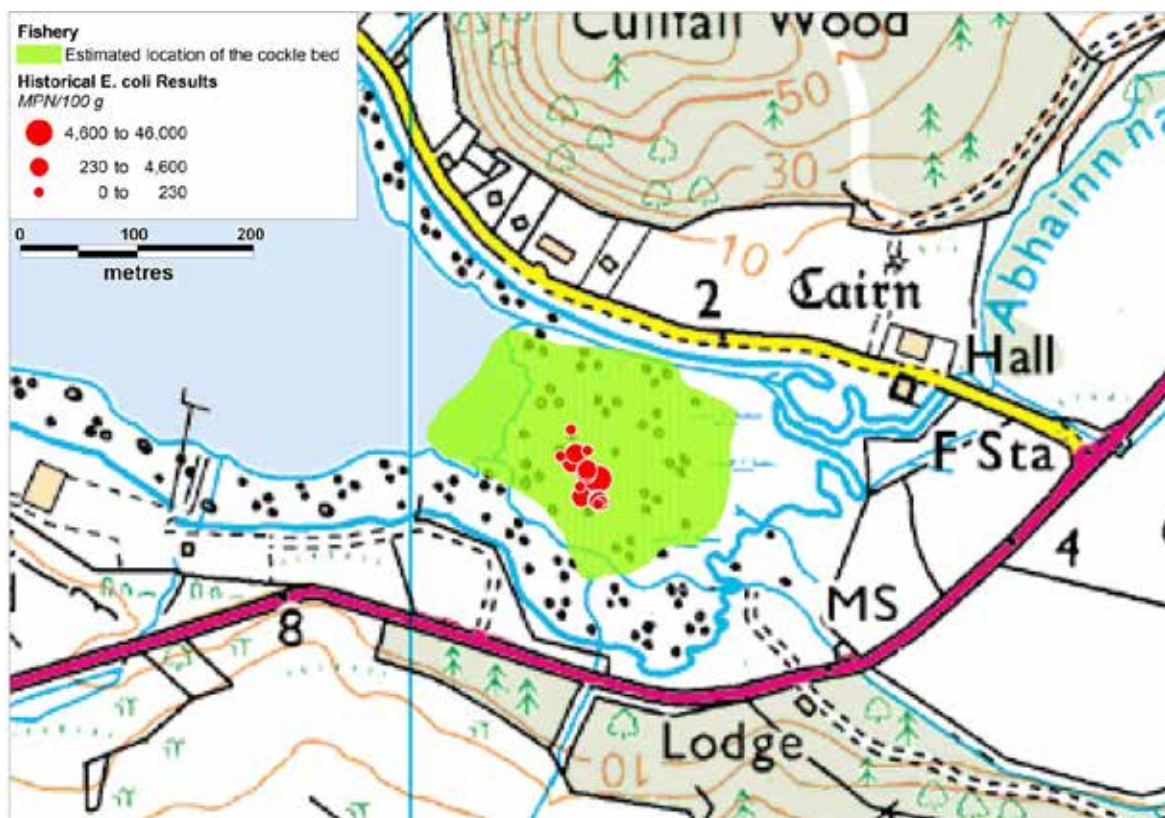 Fishery
Estimated location of the cockle bed
Historical E. coli Results
MPN/100 g
4,600 to 46,000
230 to 4,600
0 to 230
0 100 200
metres
Wood
50
30
10
Abhainn na
2
Cairn
Hall
F Sta
4
MS
8
Lodge
10